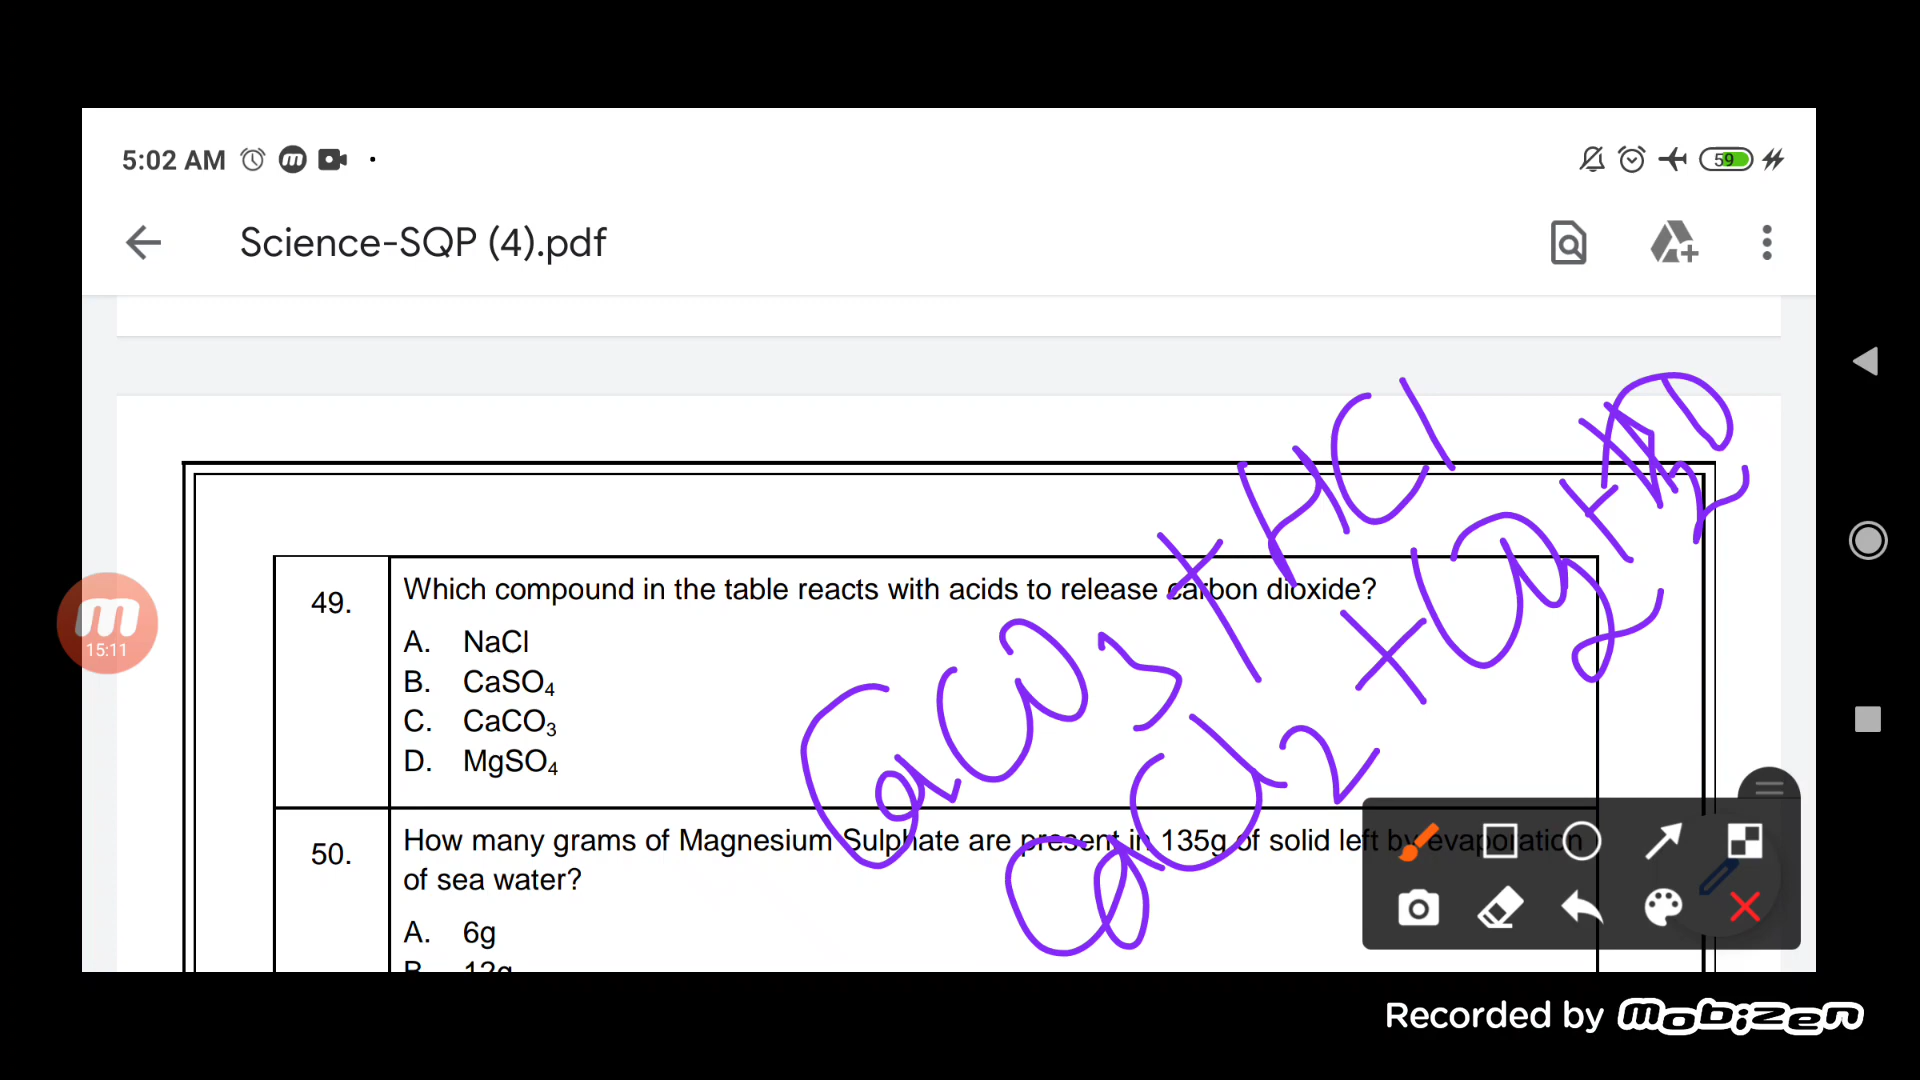 5:02 AM
59
Science-SQP (4).pdf
49. Which compound in the table reacts with acids to release carbon dioxide?
A. NaCl
B. CaSO4
C. CaCO3
D. MgSO4
CaCO3 + HCl
CaCl2 + CO2 + H2O
50. How many grams of Magnesium Sulphate are present in 135g of solid left by evaporation
of sea water?
A. 6g
B. 12g
m
15:11
Recorded by mobizen